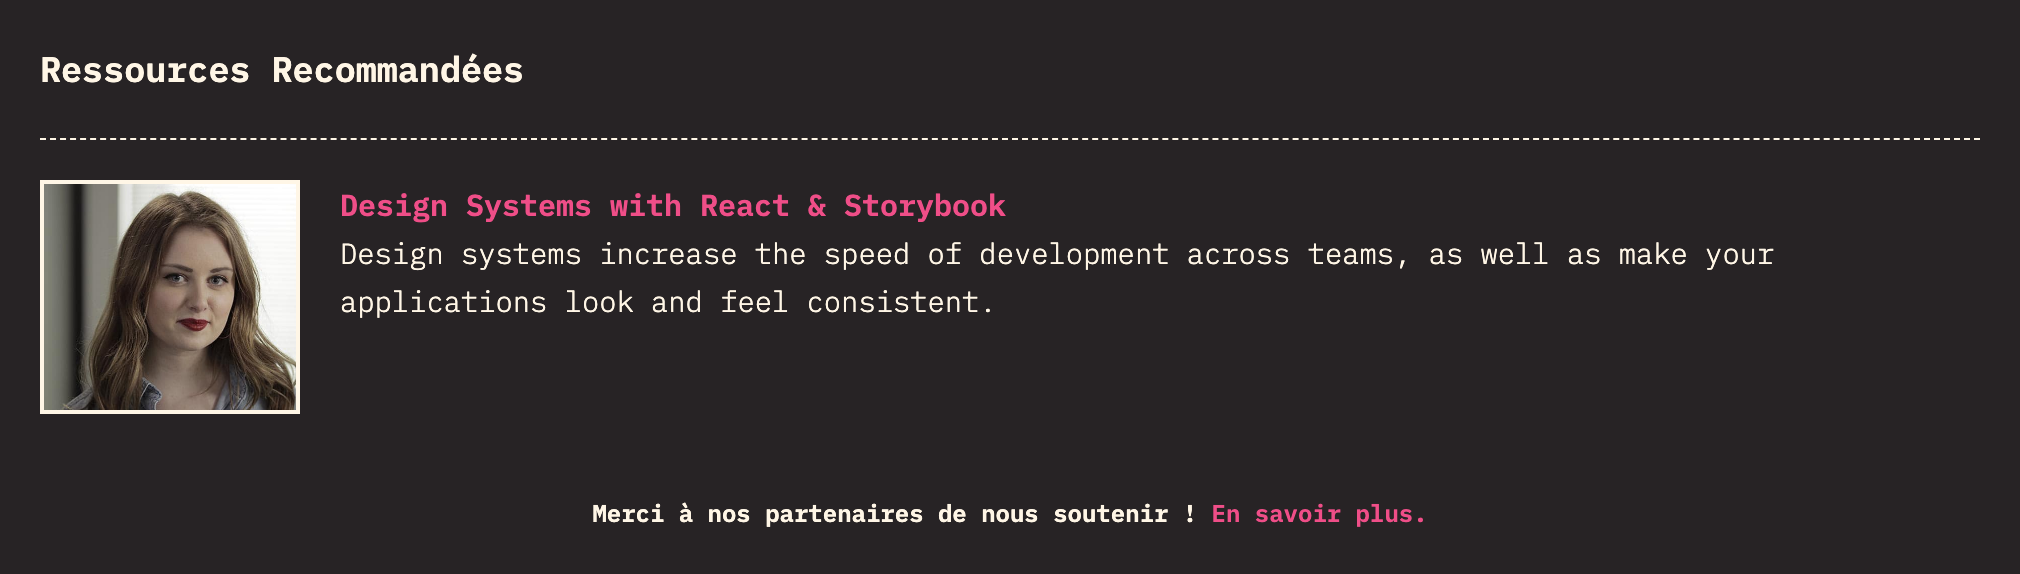 Ressources Recommandées
Design Systems with React & Storybook
Design systems increase the speed of development across teams, as well as make your
applications look and feel consistent.
Merci à nos partenaires de nous soutenir ! En savoir plus.